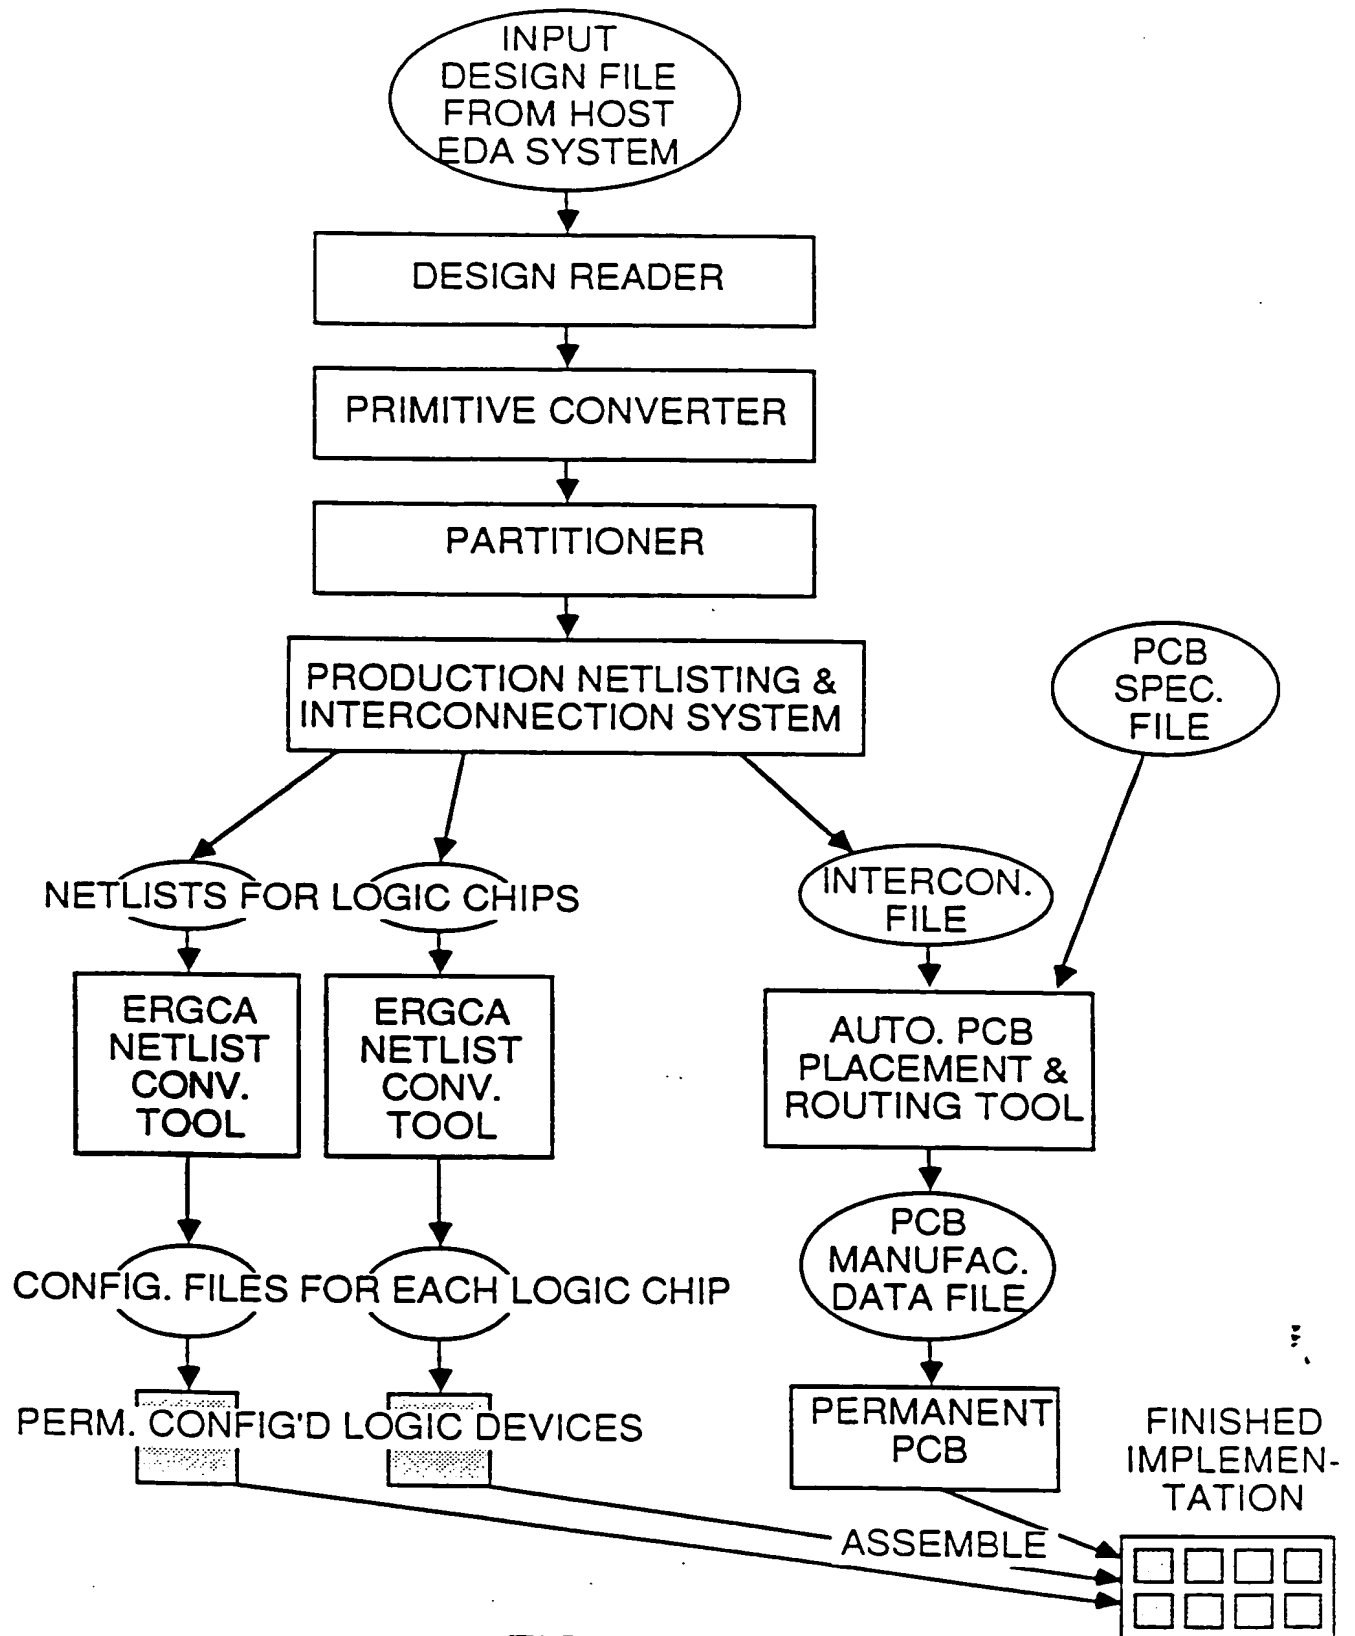 INPUT
DESIGN FILE
FROM HOST
EDA SYSTEM
DESIGN READER
PRIMITIVE CONVERTER
PARTITIONER
PRODUCTION NETLISTING &
INTERCONNECTION SYSTEM
PCB
SPEC.
FILE
NETLISTS FOR LOGIC CHIPS
INTERCON.
FILE
ERGCA
NETLIST
CONV.
TOOL
ERGCA
NETLIST
CONV.
TOOL
AUTO. PCB
PLACEMENT &
ROUTING TOOL
PCB
MANUFAC.
DATA FILE
CONFIG. FILES FOR EACH LOGIC CHIP
PERM. CONFIG'D LOGIC DEVICES
PERMANENT
PCB
FINISHED
IMPLEMEN-
TATION
ASSEMBLE